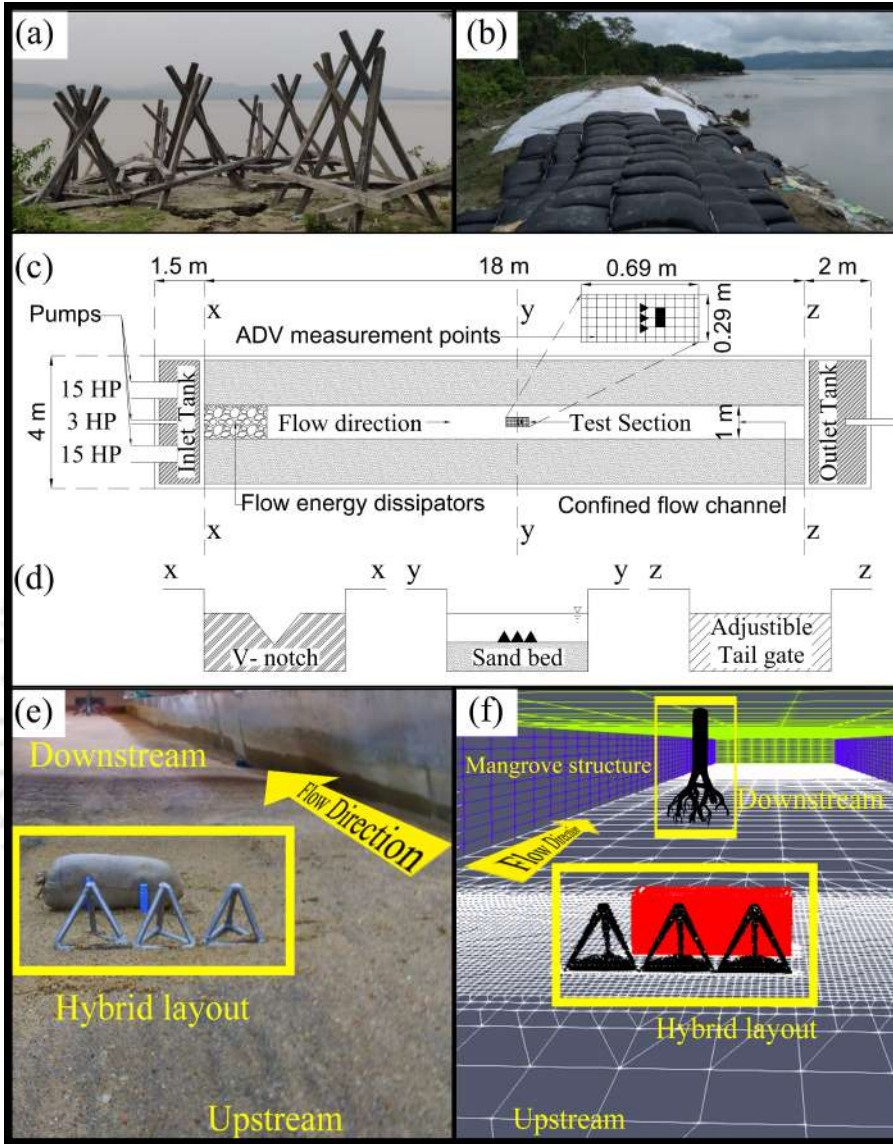 (a)
(b)
(c)
1.5 m
18 m
2 m
0.69 m
x
y
z
Pumps
ADV measurement points
0.29 m
15 HP
3 HP
15 HP
4 m
Inlet Tank
Flow direction
Test Section
1 m
Outlet Tank
Flow energy dissipators
Confined flow channel
x
y
z
(d)
x
x
y
y
z
z
V- notch
Sand bed
Adjustible
Tail gate
(e)
Downstream
Flow Direction
Hybrid layout
Upstream
(f)
Mangrove structure
Downstream
Flow Direction
Hybrid layout
Upstream